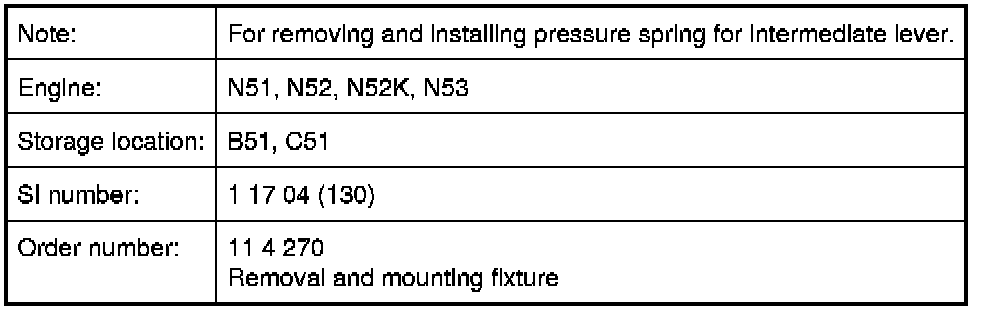 Note: For removing and installing pressure spring for intermediate lever.
Engine: N51, N52, N52K, N53
Storage location: B51, C51
SI number: 1 17 04 (130)
Order number: 11 4 270
Removal and mounting fixture